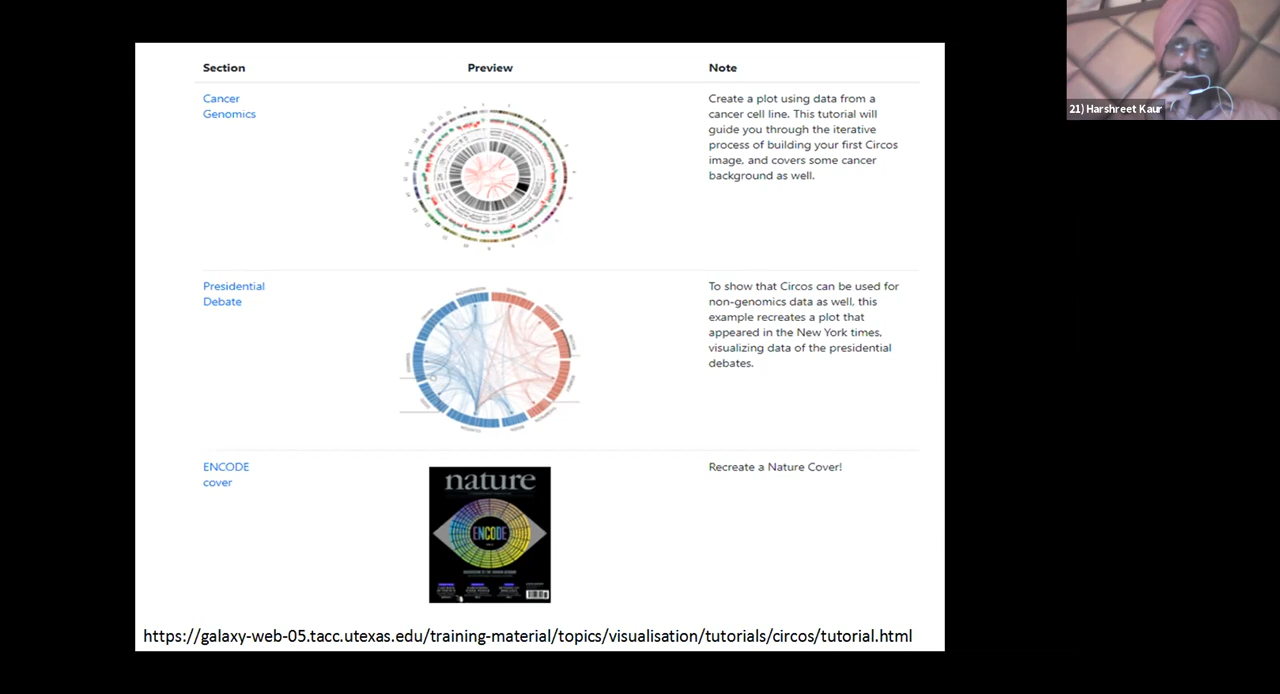 21) Harshreet Kaur
Section Preview Note
Cancer
Genomics
Create a plot using data from a
cancer cell line. This tutorial will
guide you through the iterative
process of building your first Circos
image, and covers some cancer
background as well.
Presidential
Debate
To show that Circos can be used for
non-genomics data as well, this
example recreates a plot that
appeared in the New York times,
visualizing data of the presidential
debates.
ENCODE
cover
nature
ENCODE
Recreate a Nature Cover!
https://galaxy-web-05.tacc.utexas.edu/training-material/topics/visualisation/tutorials/circos/tutorial.html